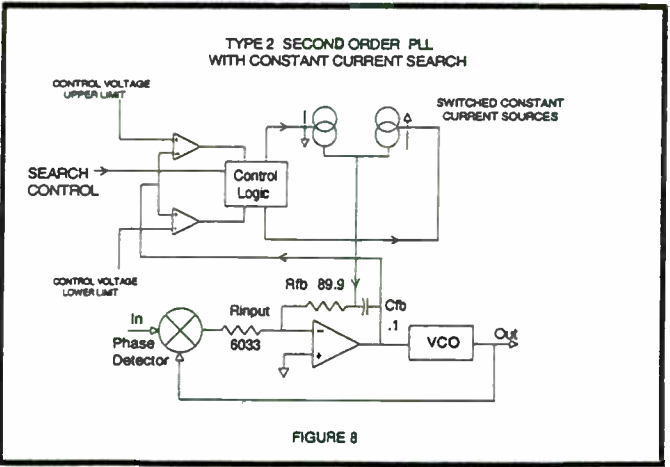 TYPE 2 SECOND ORDER PLL
WITH CONSTANT CURRENT SEARCH
CONTROL VOLTAGE
UPPER LIMIT
SWITCHED CONSTANT
CURRENT SOURCES
SEARCH
CONTROL
Control
Logic
CONTROL VOLTAGE
LOWER LIMIT
Rfb 89.9
Cfb
.1
In
Phase
Detector
Rinput
6033
VCO
Out
FIGURE 8